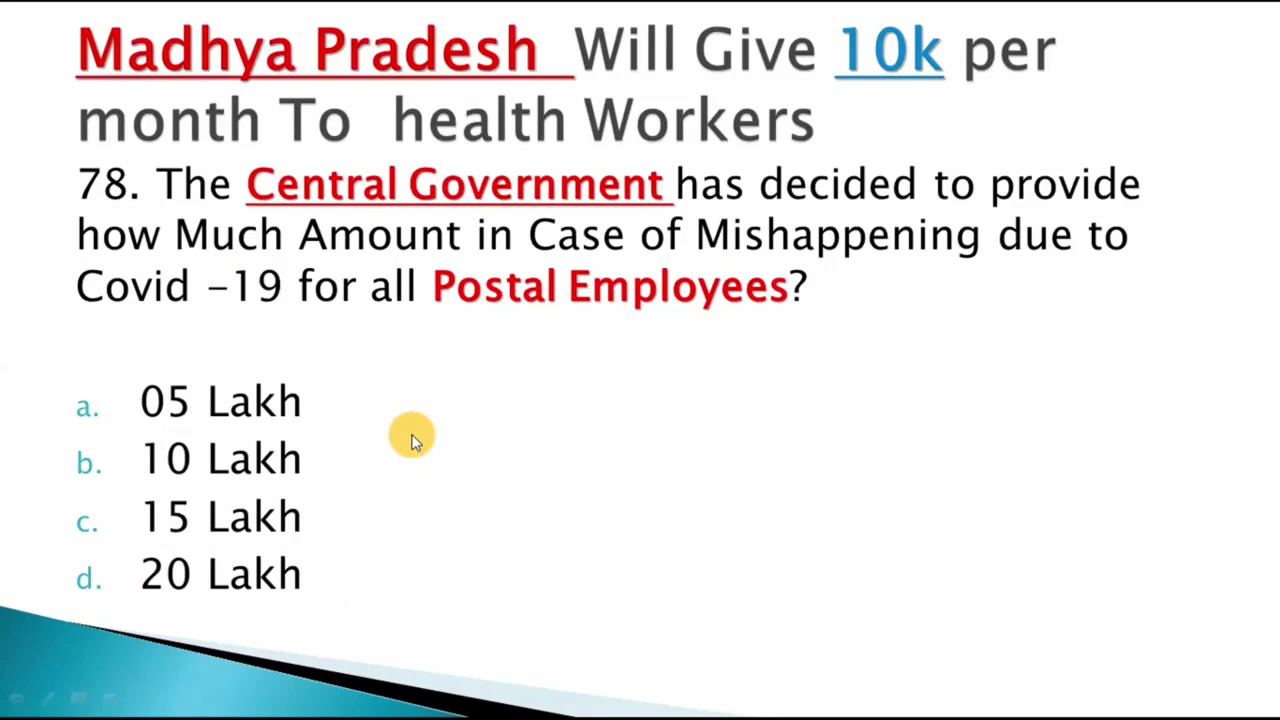 Madhya Pradesh Will Give 10k per
month To health Workers
78. The Central Government has decided to provide
how Much Amount in Case of Mishappening due to
Covid -19 for all Postal Employees?
a. 05 Lakh
b. 10 Lakh
c. 15 Lakh
d. 20 Lakh